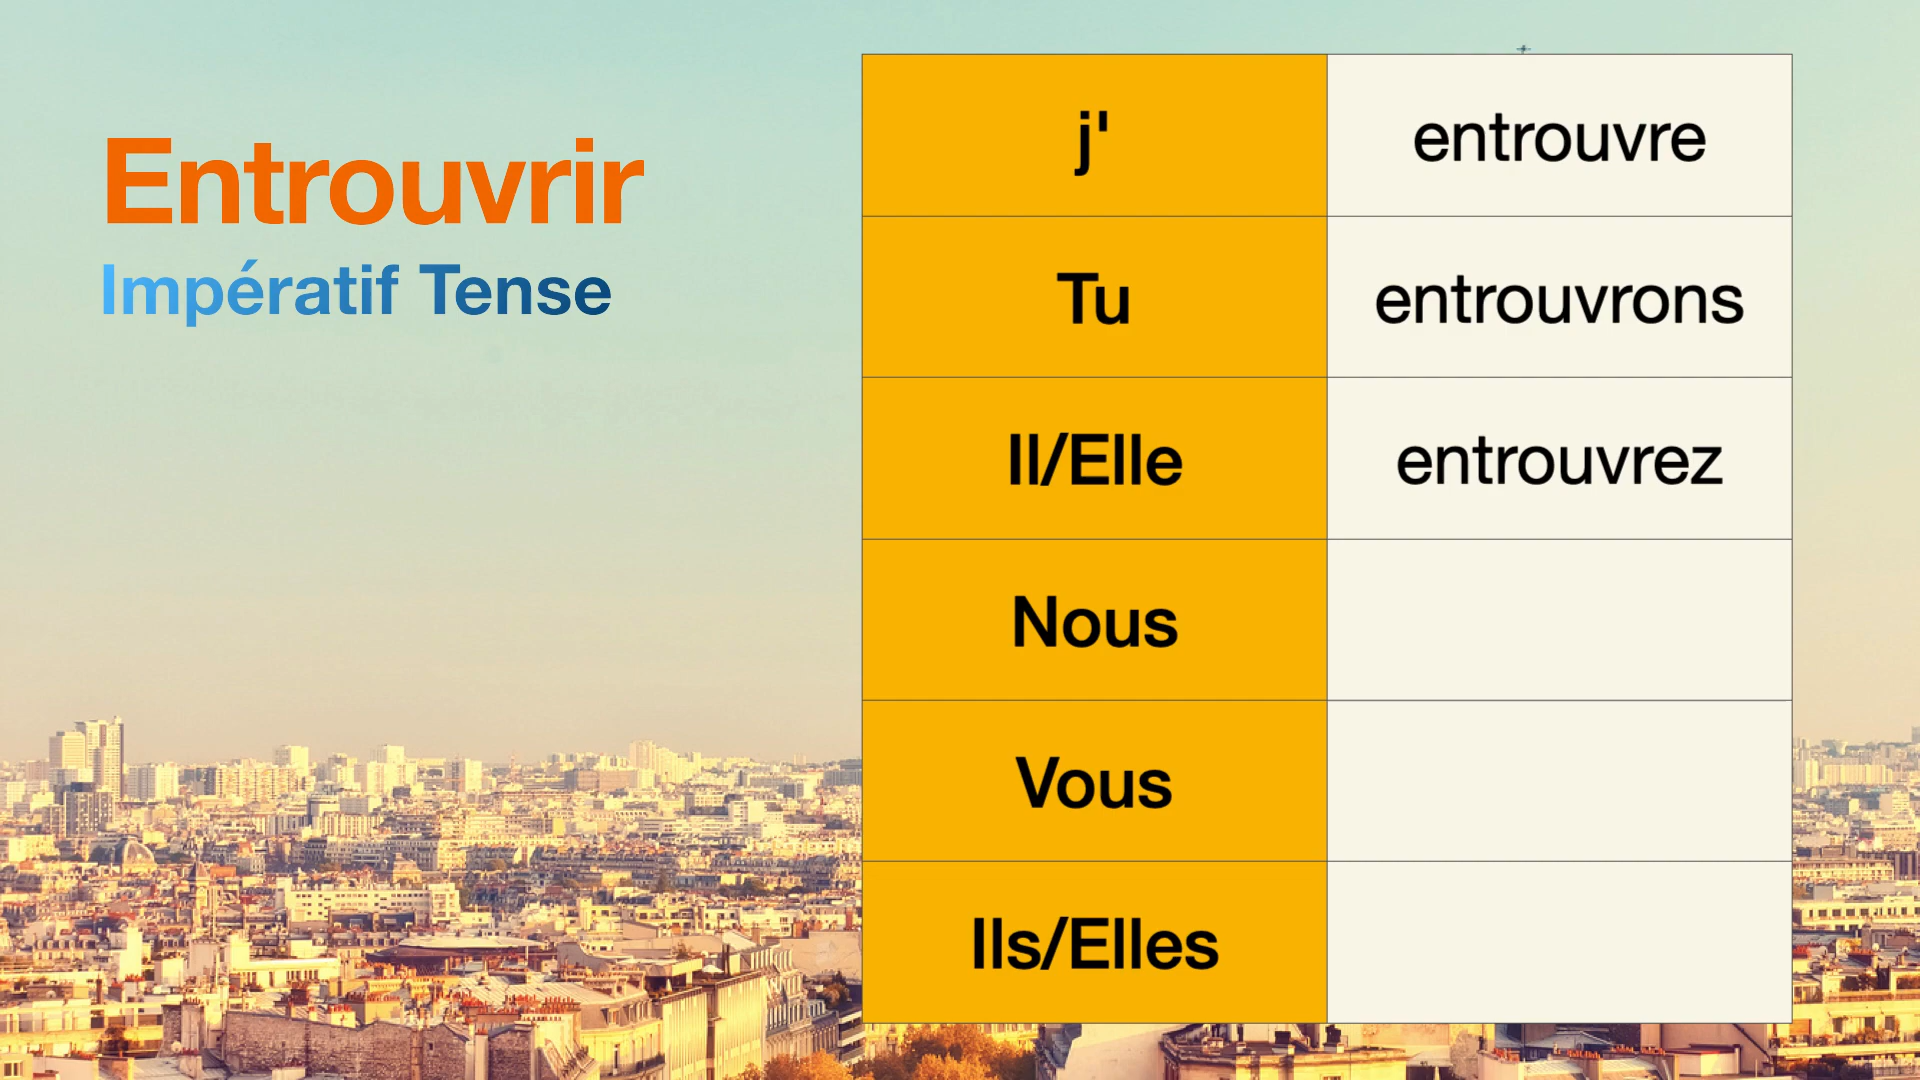 Entrouvrir
Impératif Tense
j' entrouvre
Tu entrouvrons
Il/Elle entrouvrez
Nous
Vous
Ils/Elles